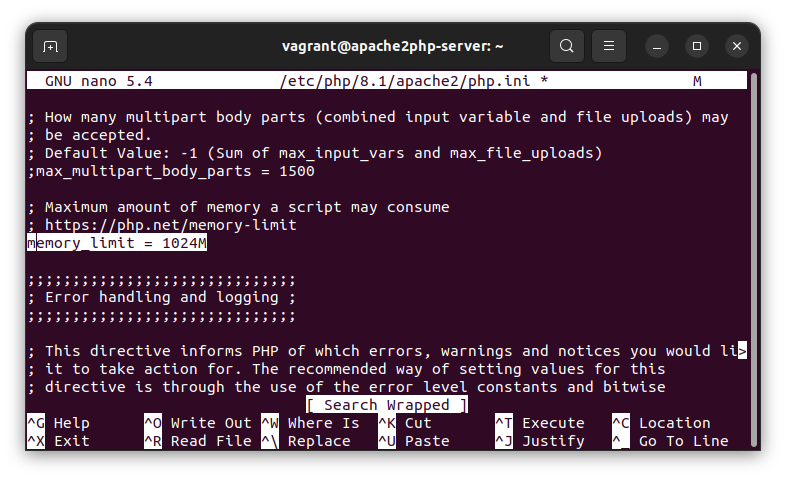 vagrant@apache2php-server: ~
GNU nano 5.4 /etc/php/8.1/apache2/php.ini * M
; How many multipart body parts (combined input variable and file uploads) may
; be accepted.
; Default Value: -1 (Sum of max_input_vars and max_file_uploads)
;max_multipart_body_parts = 1500
; Maximum amount of memory a script may consume
; https://php.net/memory-limit
memory_limit = 1024M
;;;;;;;;;;;;;;;;;;;;;;;;;;;;;;
; Error handling and logging ;
;;;;;;;;;;;;;;;;;;;;;;;;;;;;;;
; This directive informs PHP of which errors, warnings and notices you would li>
; it to take action for. The recommended way of setting values for this
; directive is through the use of the error level constants and bitwise
[ Search Wrapped ]
^G Help ^O Write Out ^W Where Is ^K Cut ^T Execute ^C Location
^X Exit ^R Read File ^\ Replace ^U Paste ^J Justify ^_ Go To Line